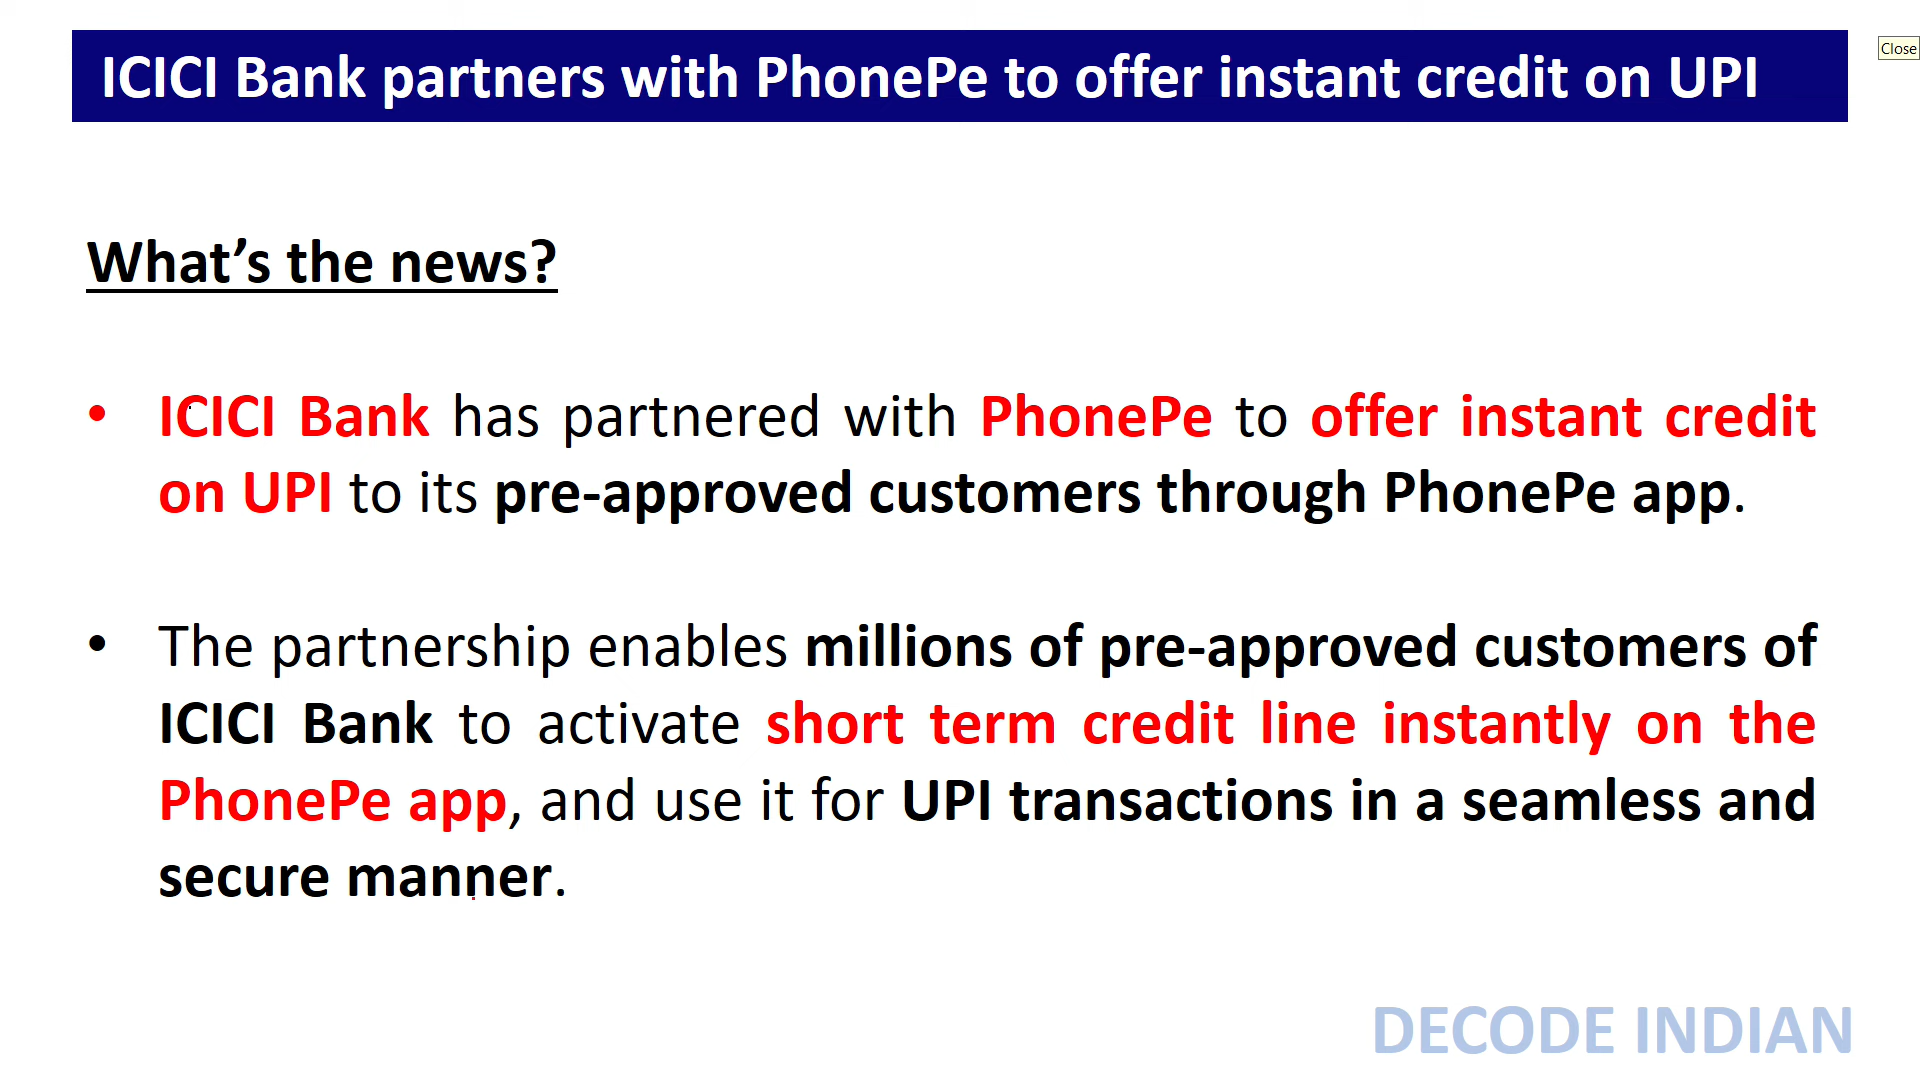 ICICI Bank partners with PhonePe to offer instant credit on UPI
Close
What’s the news?
• ICICI Bank has partnered with PhonePe to offer instant credit
on UPI to its pre-approved customers through PhonePe app.
• The partnership enables millions of pre-approved customers of
ICICI Bank to activate short term credit line instantly on the
PhonePe app, and use it for UPI transactions in a seamless and
secure manner.
DECODE INDIAN